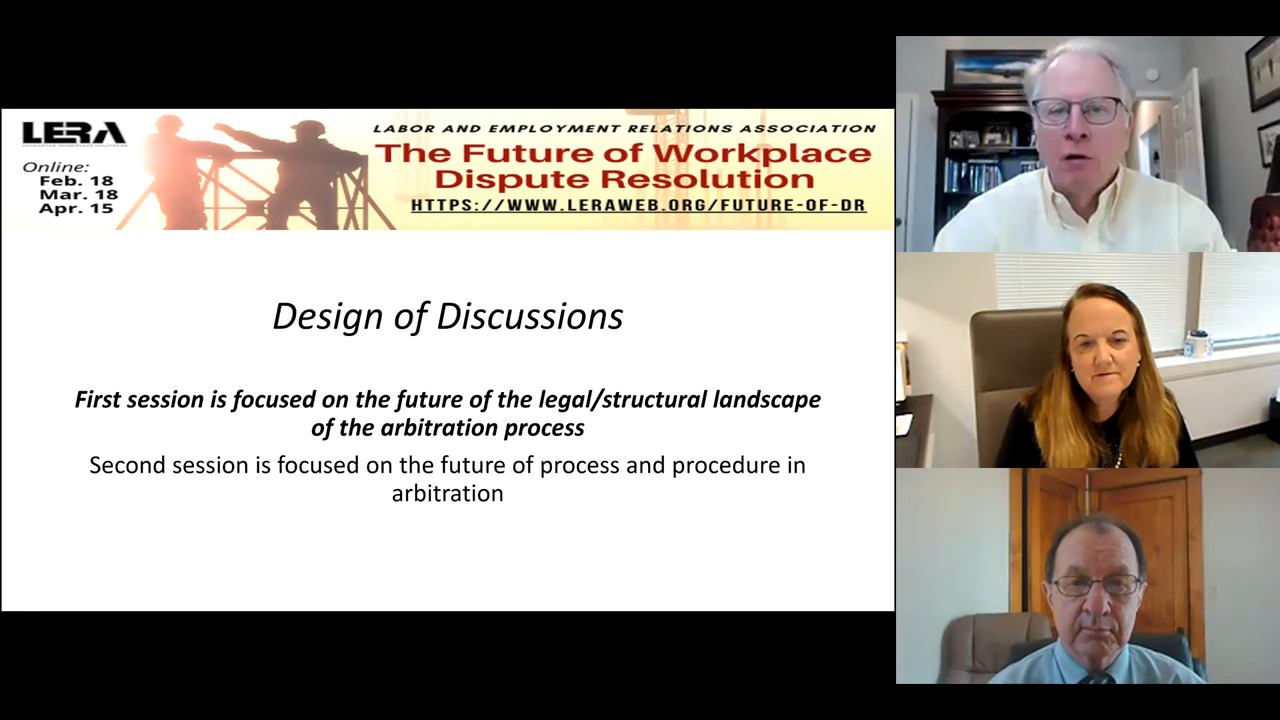 LERA
LABOR AND EMPLOYMENT RELATIONS ASSOCIATION
The Future of Workplace
Dispute Resolution
HTTPS://WWW.LERAWEB.ORG/FUTURE-OF-DR
Online:
Feb. 18
Mar. 18
Apr. 15
Design of Discussions
First session is focused on the future of the legal/structural landscape
of the arbitration process
Second session is focused on the future of process and procedure in
arbitration